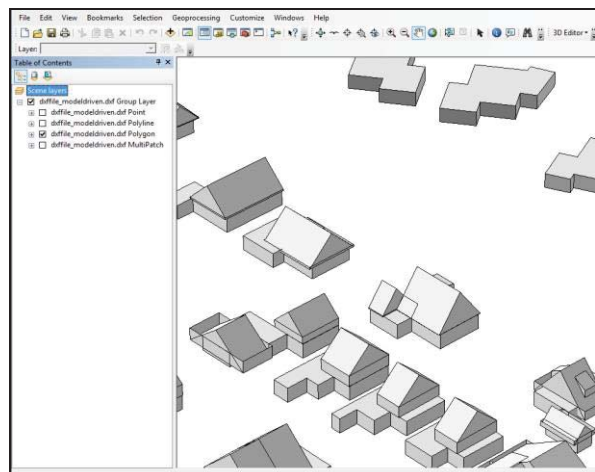 File Edit View Bookmarks Selection Geoprocessing Customize Windows Help
3D Editor
Layer:
Table Of Contents
Scene layers
dxffile_modeldriven.dxf Group Layer
dxffile_modeldriven.dxf Point
dxffile_modeldriven.dxf Polyline
dxffile_modeldriven.dxf Polygon
dxffile_modeldriven.dxf MultiPatch